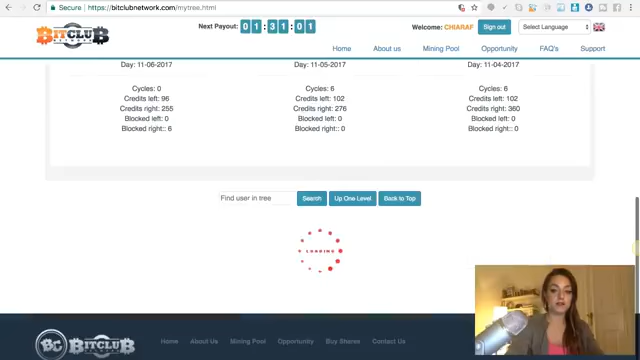 Secure https://bitclubnetwork.com/mytree.html
BITCLUB NETWORK
Next Payout: 01:31:01
Welcome: CHIARAF Sign out Select Language
Home About us Mining Pool Opportunity FAQ's Support
Day: 11-06-2017 Day: 11-05-2017 Day: 11-04-2017
Cycles: 0 Cycles: 6 Cycles: 6
Credits left: 96 Credits left: 102 Credits left: 102
Credits right: 255 Credits right: 276 Credits right: 360
Blocked left: 0 Blocked left: 0 Blocked left: 0
Blocked right:: 6 Blocked right:: 0 Blocked right:: 0
Find user in tree Search Up One Level Back to Top
LOADING
BC BITCLUB
Home About Us Mining Pool Opportunity Buy Shares Contact Us